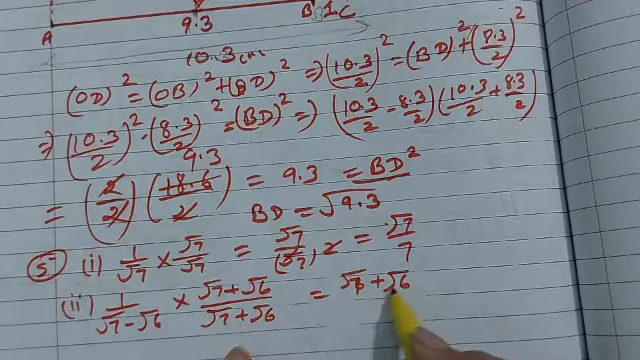 A 9.3 B 1 C
10.3 cm
(OD)² = (OB)² + (BD)² ⇒ (10.3/2)² = (BD)² + (8.3/2)²
⇒ (10.3/2)² - (8.3/2)² = (BD)² ⇒ (10.3/2 - 8.3/2)(10.3/2 + 8.3/2)
9.3
= (2/2)(18.6/2) = 9.3 = BD²
BD = √9.3
5 (i) 1/√7 × √7/√7 = √7/(√7)² = √7/7
(ii) 1/(√7-√6) × (√7+√6)/(√7+√6) = √7+√6